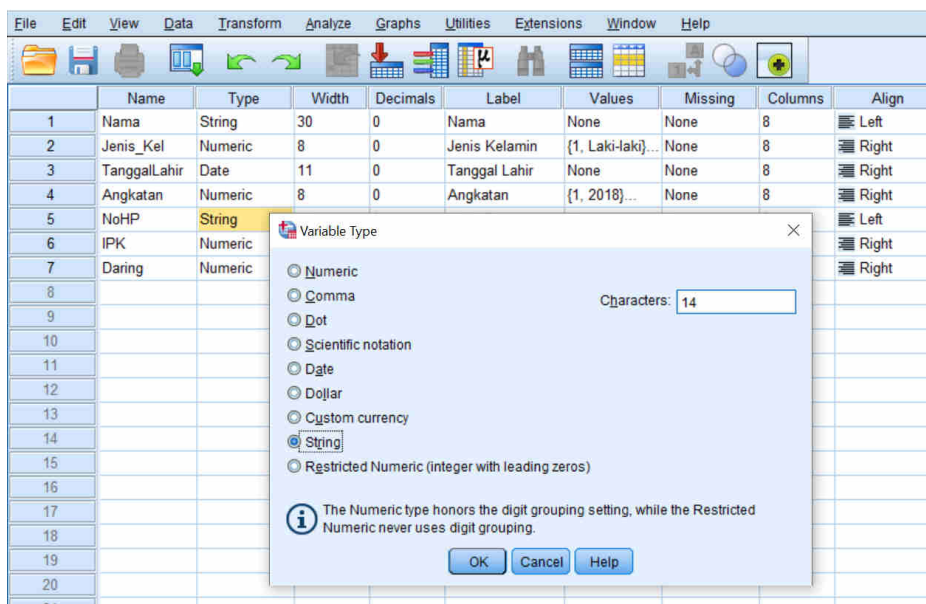 File Edit View Data Transform Analyze Graphs Utilities Extensions Window Help
Name Type Width Decimals Label Values Missing Columns Align
1 Nama String 30 0 Nama None None 8 Left
2 Jenis_Kel Numeric 8 0 Jenis Kelamin {1, Laki-laki}... None 8 Right
3 TanggalLahir Date 11 0 Tanggal Lahir None None 8 Right
4 Angkatan Numeric 8 0 Angkatan {1, 2018}... None 8 Right
5 NoHP String Left
6 IPK Numeric Right
7 Daring Numeric Right
8
9
10
11
12
13
14
15
16
17
18
19
20
Variable Type
Numeric
Comma
Dot
Scientific notation
Date
Dollar
Custom currency
String
Restricted Numeric (integer with leading zeros)
Characters: 14
The Numeric type honors the digit grouping setting, while the Restricted
Numeric never uses digit grouping.
OK Cancel Help